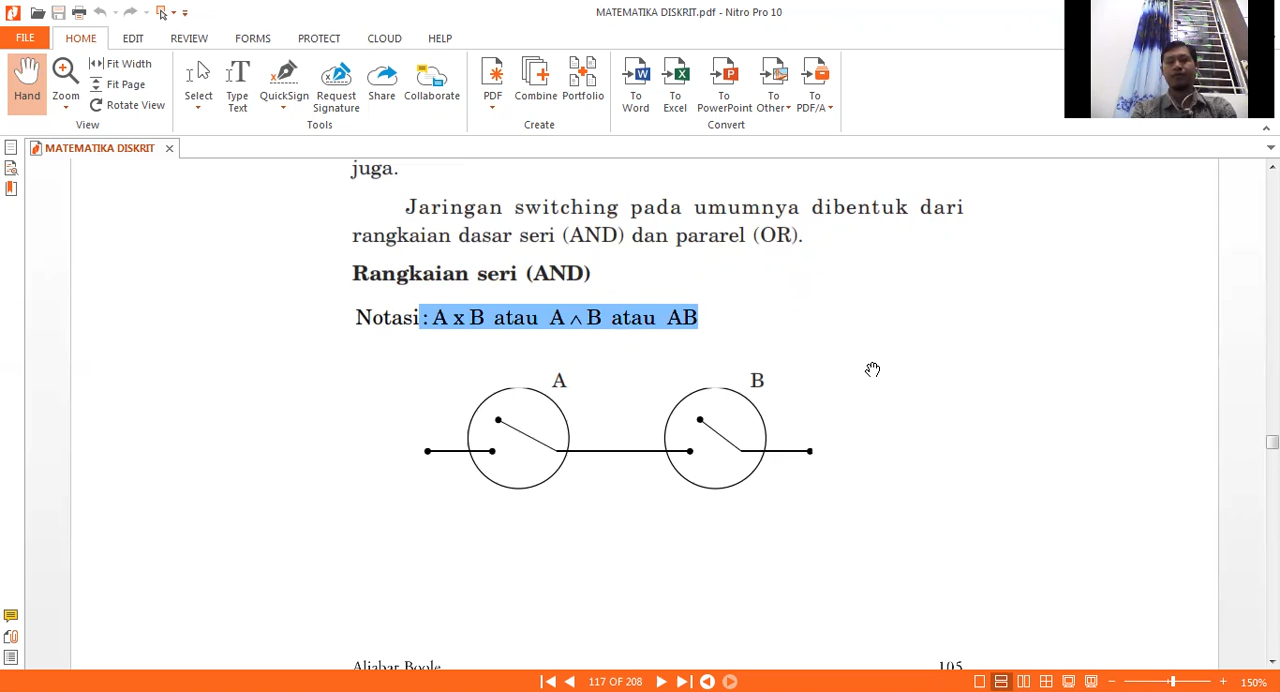 MATEMATIKA DISKRIT.pdf - Nitro Pro 10
FILE HOME EDIT REVIEW FORMS PROTECT CLOUD HELP
Hand
Zoom
Fit Width
Fit Page
Rotate View
View
Select
Type Text
QuickSign
Request Signature
Share
Collaborate
Tools
PDF
Combine
Portfolio
Create
To Word
To Excel
To PowerPoint
To Other
To PDF/A
Convert
MATEMATIKA DISKRIT
juga.
Jaringan switching pada umumnya dibentuk dari
rangkaian dasar seri (AND) dan pararel (OR).
Rangkaian seri (AND)
Notasi : A x B atau A ∧ B atau AB
A B
Aljabar Boole 105
117 OF 208
150%